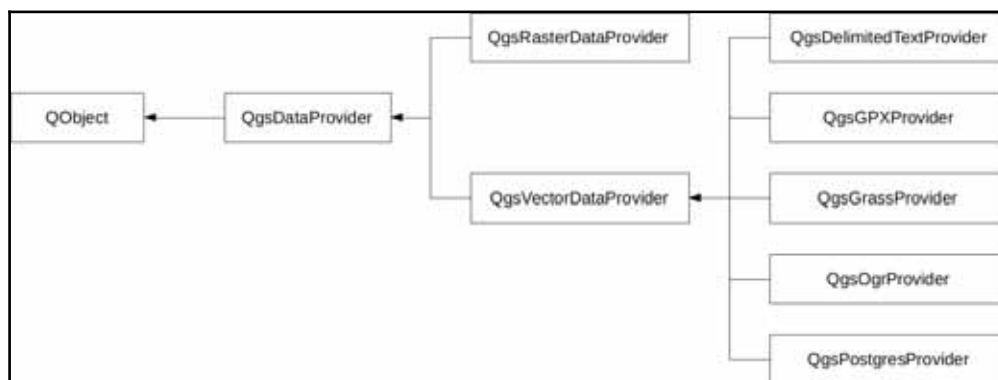 QObject
QgsDataProvider
QgsRasterDataProvider
QgsVectorDataProvider
QgsDelimitedTextProvider
QgsGPXProvider
QgsGrassProvider
QgsOgrProvider
QgsPostgresProvider